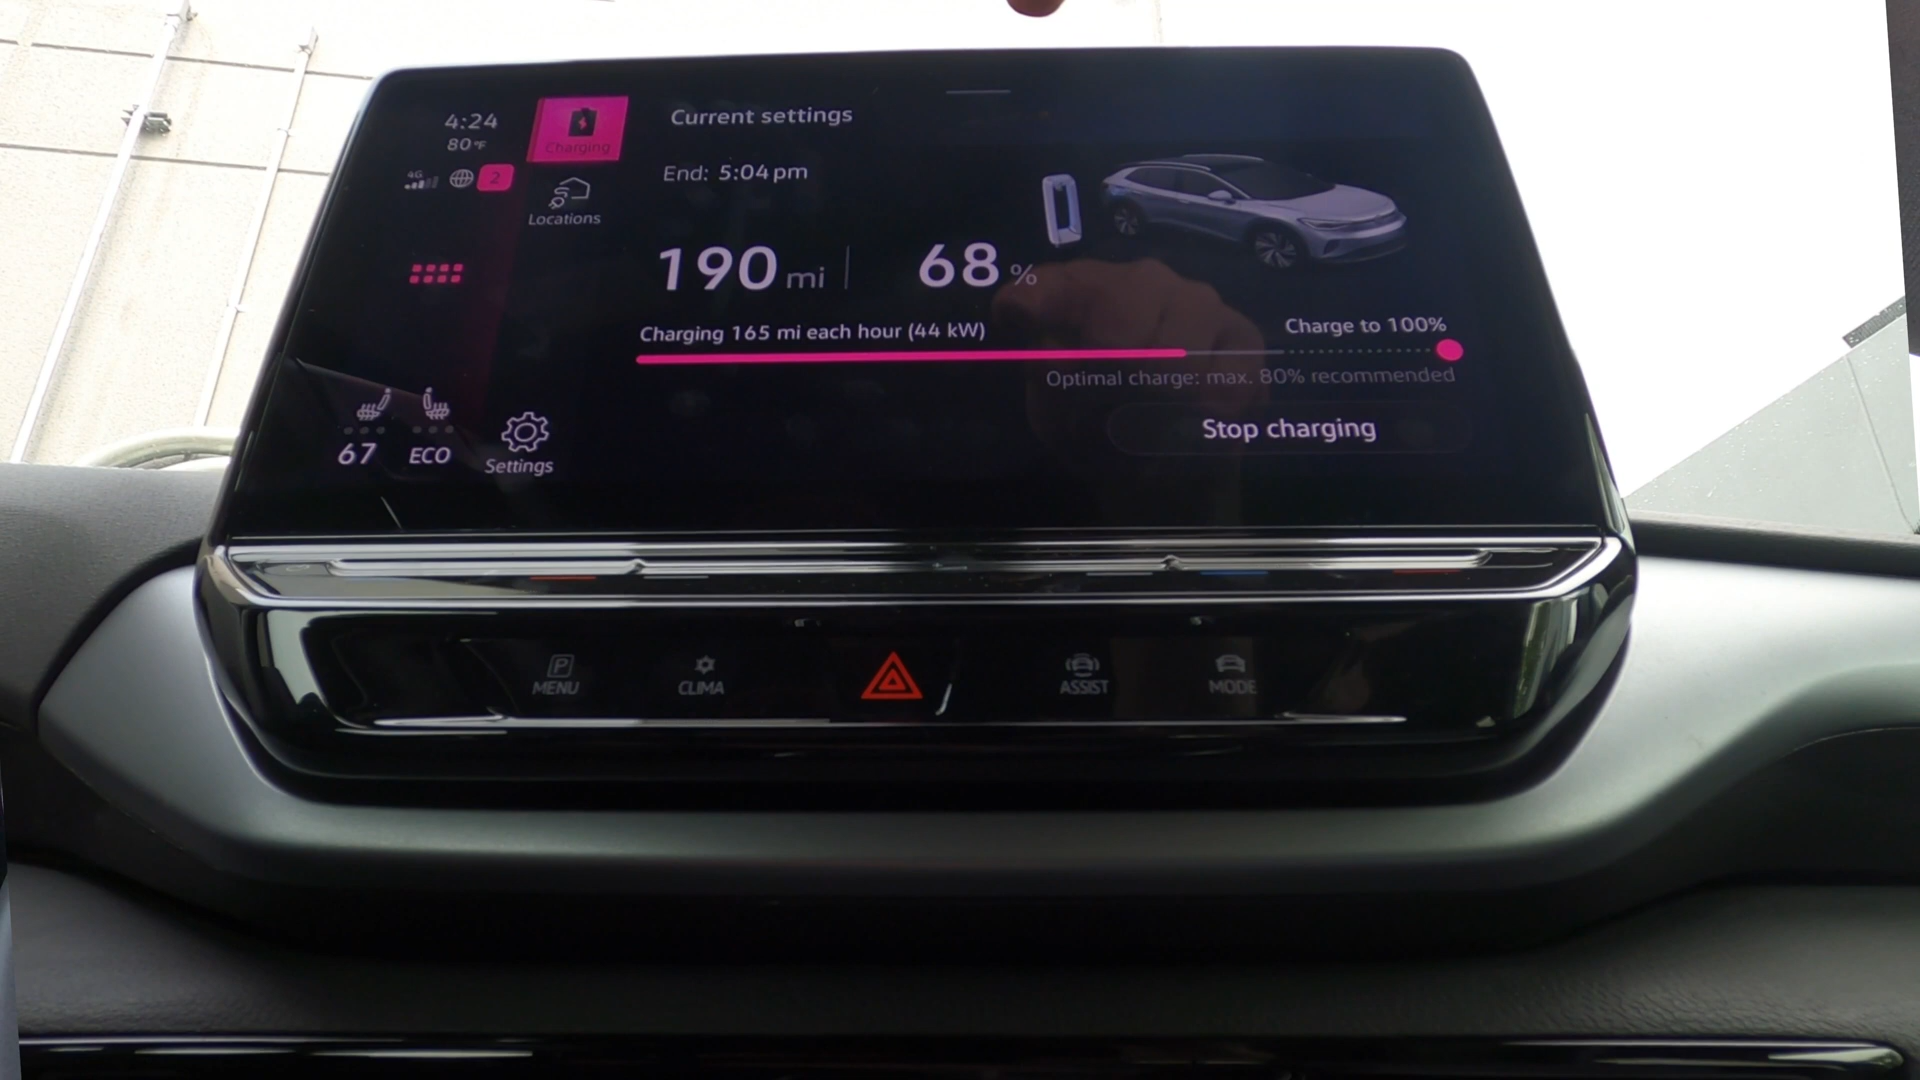 4:24
80°F
4G
2
Charging
Locations
Current settings
End: 5:04 pm
190 mi
68 %
Charging 165 mi each hour (44 kW)
Charge to 100%
Optimal charge: max. 80% recommended
Stop charging
67
ECO
Settings
P
MENU
CLIMA
ASSIST
MODE